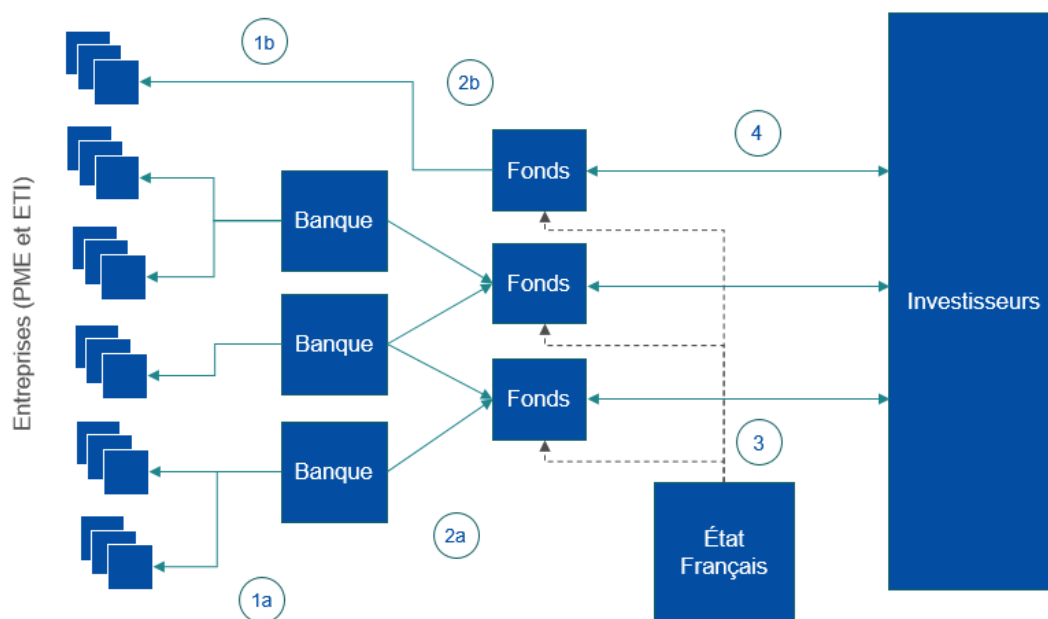 1b
2b
4
Fonds
Banque
Fonds
Entreprises (PME et ETI)
Investisseurs
Banque
Fonds
3
Banque
2a
État
Français
1a